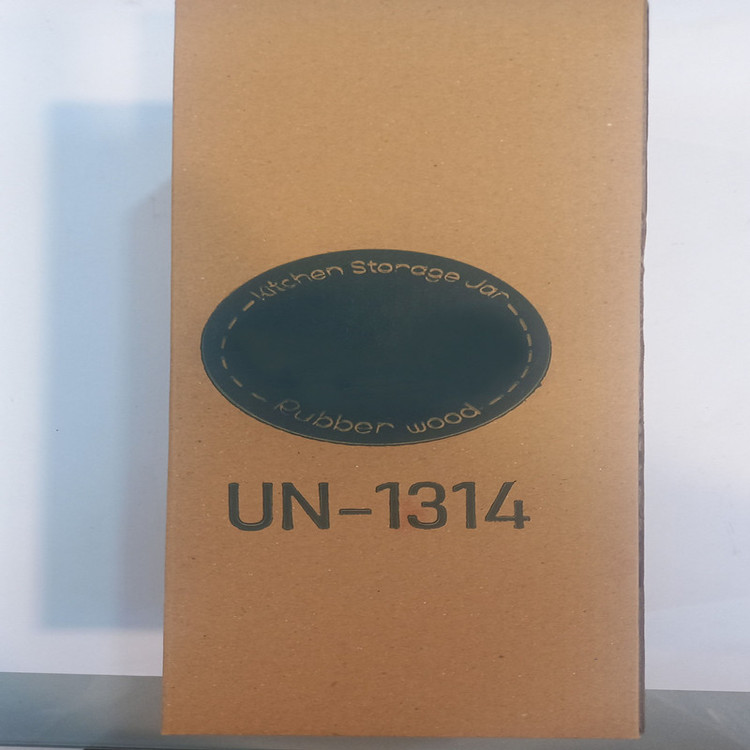 Kitchen Storage Jar
Rubber wood
UN-1314